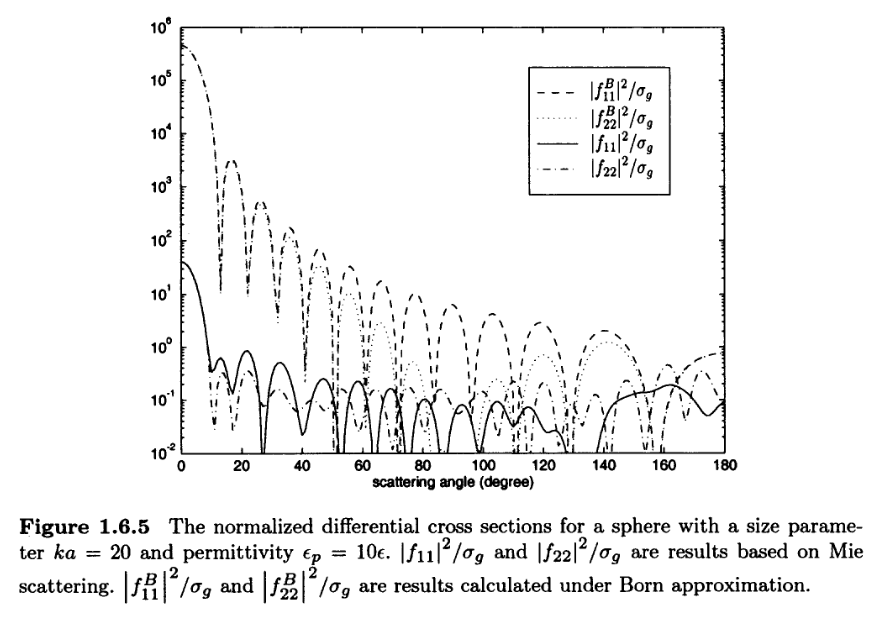 10^6
10^5
10^4
10^3
10^2
10^1
10^0
10^-1
10^-2
|f^B_11|^2/σ_g
|f^B_22|^2/σ_g
|f_11|^2/σ_g
|f_22|^2/σ_g
0 20 40 60 80 100 120 140 160 180
scattering angle (degree)
Figure 1.6.5 The normalized differential cross sections for a sphere with a size parame-
ter ka = 20 and permittivity ϵ_p = 10ϵ. |f_11|^2/σ_g and |f_22|^2/σ_g are results based on Mie
scattering. |f^B_11|^2/σ_g and |f^B_22|^2/σ_g are results calculated under Born approximation.